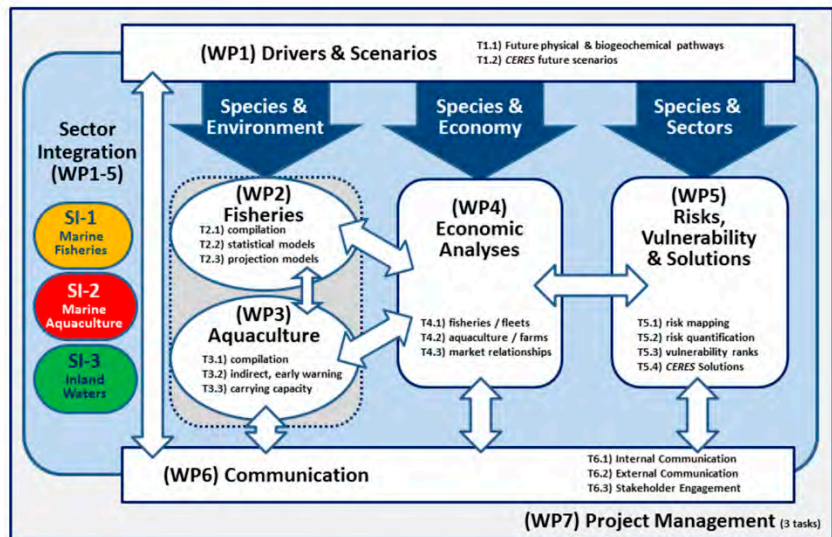 (WP1) Drivers & Scenarios
T1.1) Future physical & biogeochemical pathways
T1.2) CERES future scenarios
Species &
Environment
Species &
Economy
Species &
Sectors
Sector
Integration
(WP1-5)
SI-1
Marine
Fisheries
SI-2
Marine
Aquaculture
SI-3
Inland
Waters
(WP2)
Fisheries
T2.1) compilation
T2.2) statistical models
T2.3) projection models
(WP3)
Aquaculture
T3.1) compilation
T3.2) indirect, early warning
T3.3) carrying capacity
(WP4)
Economic
Analyses
T4.1) fisheries / fleets
T4.2) aquaculture / farms
T4.3) market relationships
(WP5)
Risks,
Vulnerability
& Solutions
T5.1) risk mapping
T5.2) risk quantification
T5.3) vulnerability ranks
T5.4) CERES Solutions
(WP6) Communication
T6.1) Internal Communication
T6.2) External Communication
T6.3) Stakeholder Engagement
(WP7) Project Management (3 tasks)